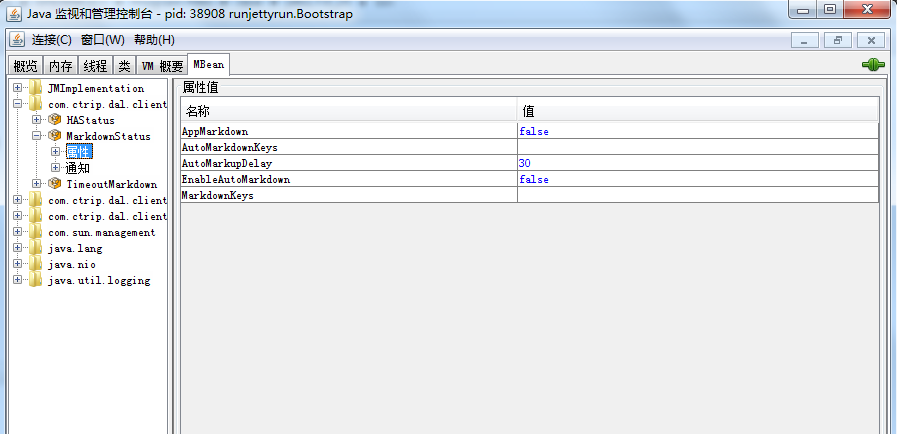 Java 监视和管理控制台 - pid: 38908 runjettyrun.Bootstrap
连接(C) 窗口(W) 帮助(H)
概览 内存 线程 类 VM 概要 MBean
JMImplementation
com.ctrip.dal.client
HAStatus
MarkdownStatus
属性
通知
TimeoutMarkdown
com.ctrip.dal.client
com.ctrip.dal.client
com.sun.management
java.lang
java.nio
java.util.logging
属性值
名称 值
AppMarkdown false
AutoMarkdownKeys
AutoMarkupDelay 30
EnableAutoMarkdown false
MarkdownKeys